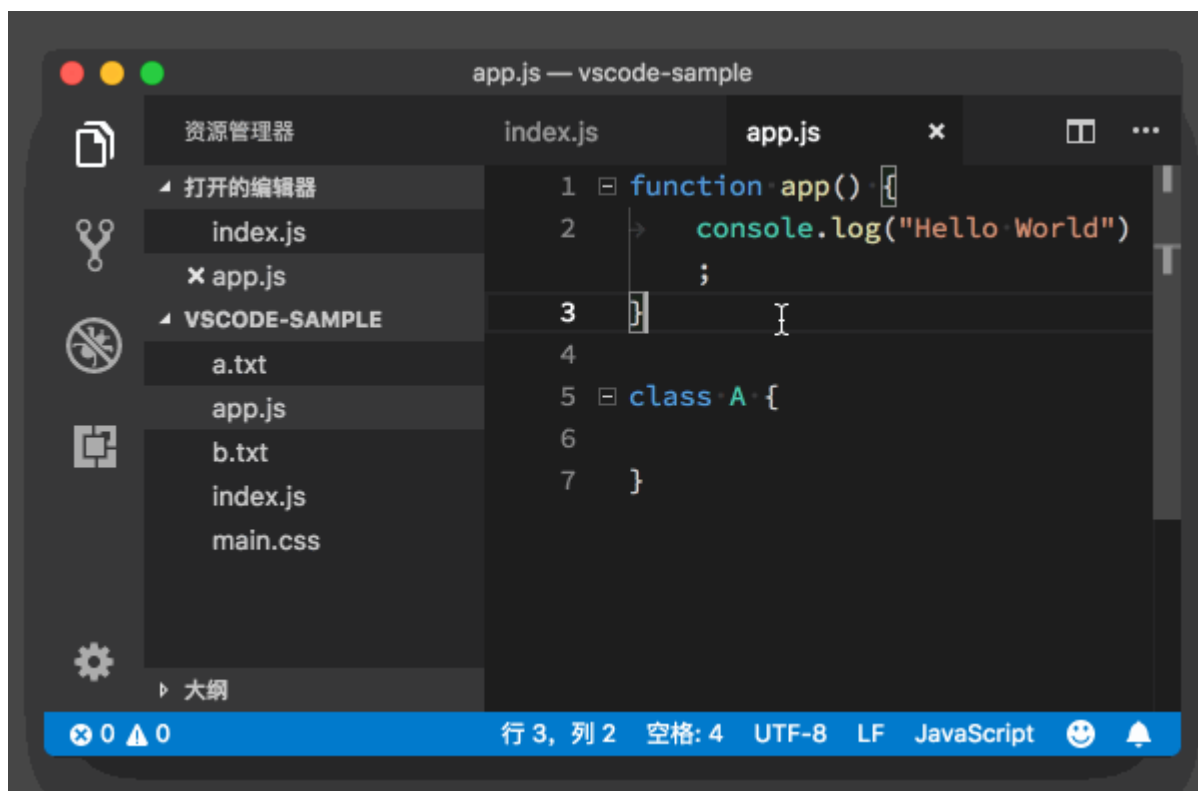 app.js — vscode-sample
资源管理器
index.js
app.js
打开的编辑器
index.js
app.js
VSCODE-SAMPLE
a.txt
app.js
b.txt
index.js
main.css
大纲
1 function app() {
2 console.log("Hello World")
;
3 }
4
5 class A {
6
7 }
0 0
行 3，列 2 空格: 4 UTF-8 LF JavaScript